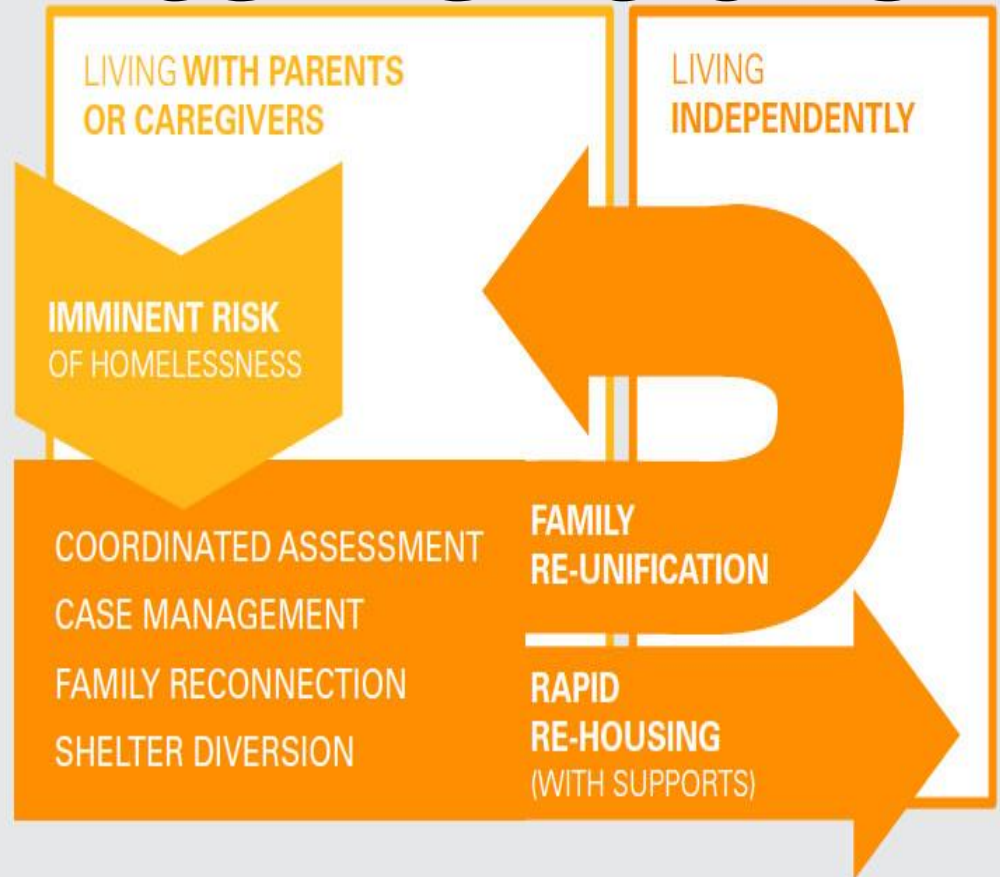 LIVING WITH PARENTS
OR CAREGIVERS
LIVING
INDEPENDENTLY
IMMINENT RISK
OF HOMELESSNESS
COORDINATED ASSESSMENT
CASE MANAGEMENT
FAMILY RECONNECTION
SHELTER DIVERSION
FAMILY
RE-UNIFICATION
RAPID
RE-HOUSING
(WITH SUPPORTS)